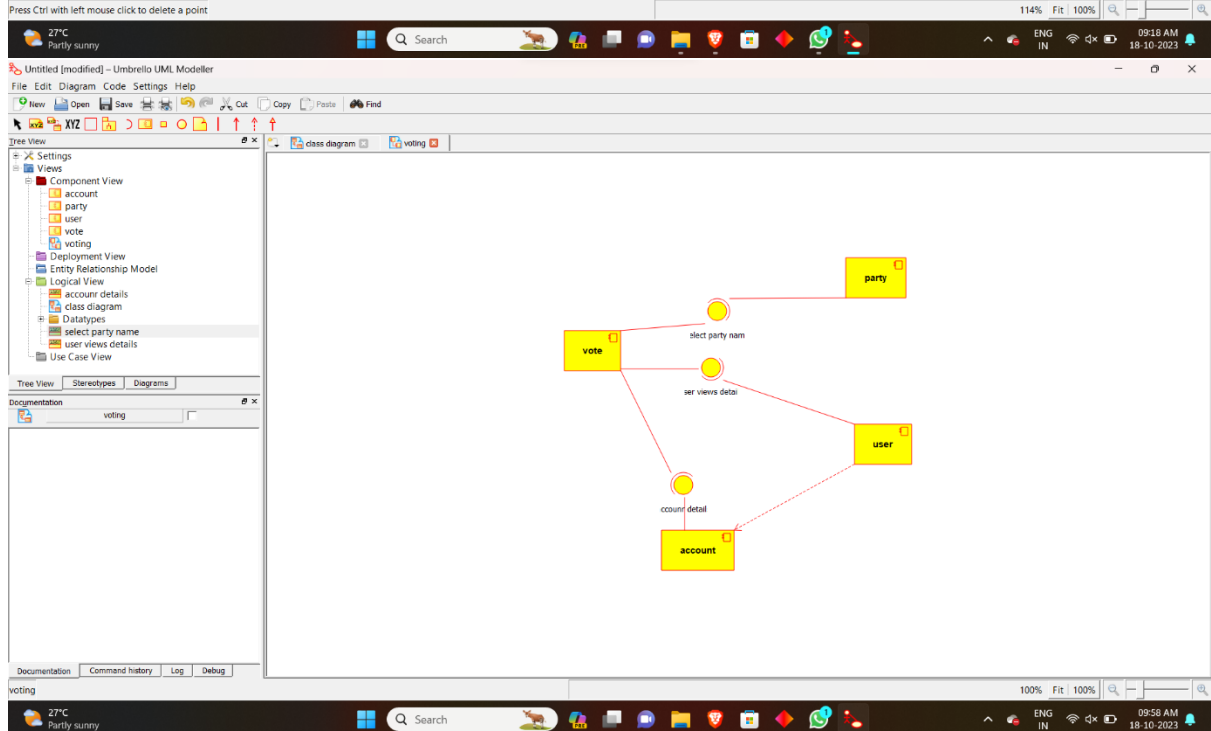 Press Ctrl with left mouse click to delete a point
114% Fit 100%
27°C
Partly sunny
Search
ENG
IN
09:18 AM
18-10-2023
Untitled [modified] – Umbrello UML Modeller
File Edit Diagram Code Settings Help
New Open Save Cut Copy Paste Find
XYZ
Tree View
class diagram
voting
Settings
Views
Component View
account
party
user
vote
voting
Deployment View
Entity Relationship Model
Logical View
accounr details
class diagram
Datatypes
select party name
user views details
Use Case View
Tree View Stereotypes Diagrams
Documentation
voting
party
elect party nam
vote
ser views detai
user
ccounr detail
account
Documentation Command history Log Debug
voting
100% Fit 100%
27°C
Partly sunny
Search
ENG
IN
09:58 AM
18-10-2023